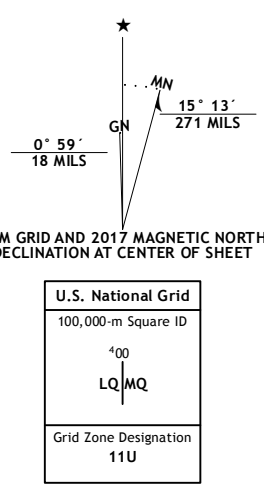 ★
MN
GN
15° 13´
271 MILS
0° 59´
18 MILS
M GRID AND 2017 MAGNETIC NORTH
DECLINATION AT CENTER OF SHEET
U.S. National Grid
100,000-m Square ID
⁴00
LQ MQ
Grid Zone Designation
11U